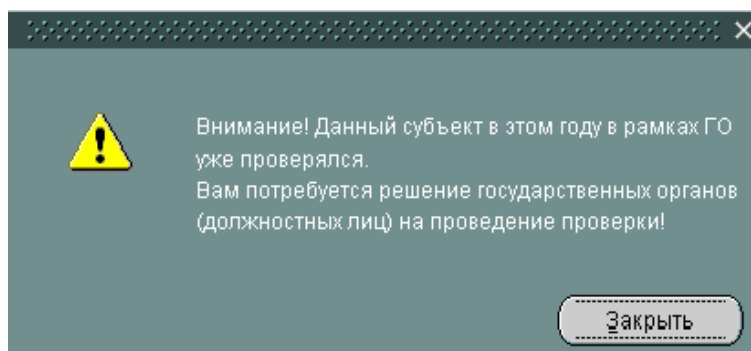 Внимание! Данный субъект в этом году в рамках ГО
уже проверялся.
Вам потребуется решение государственных органов
(должностных лиц) на проведение проверки!
Закрыть